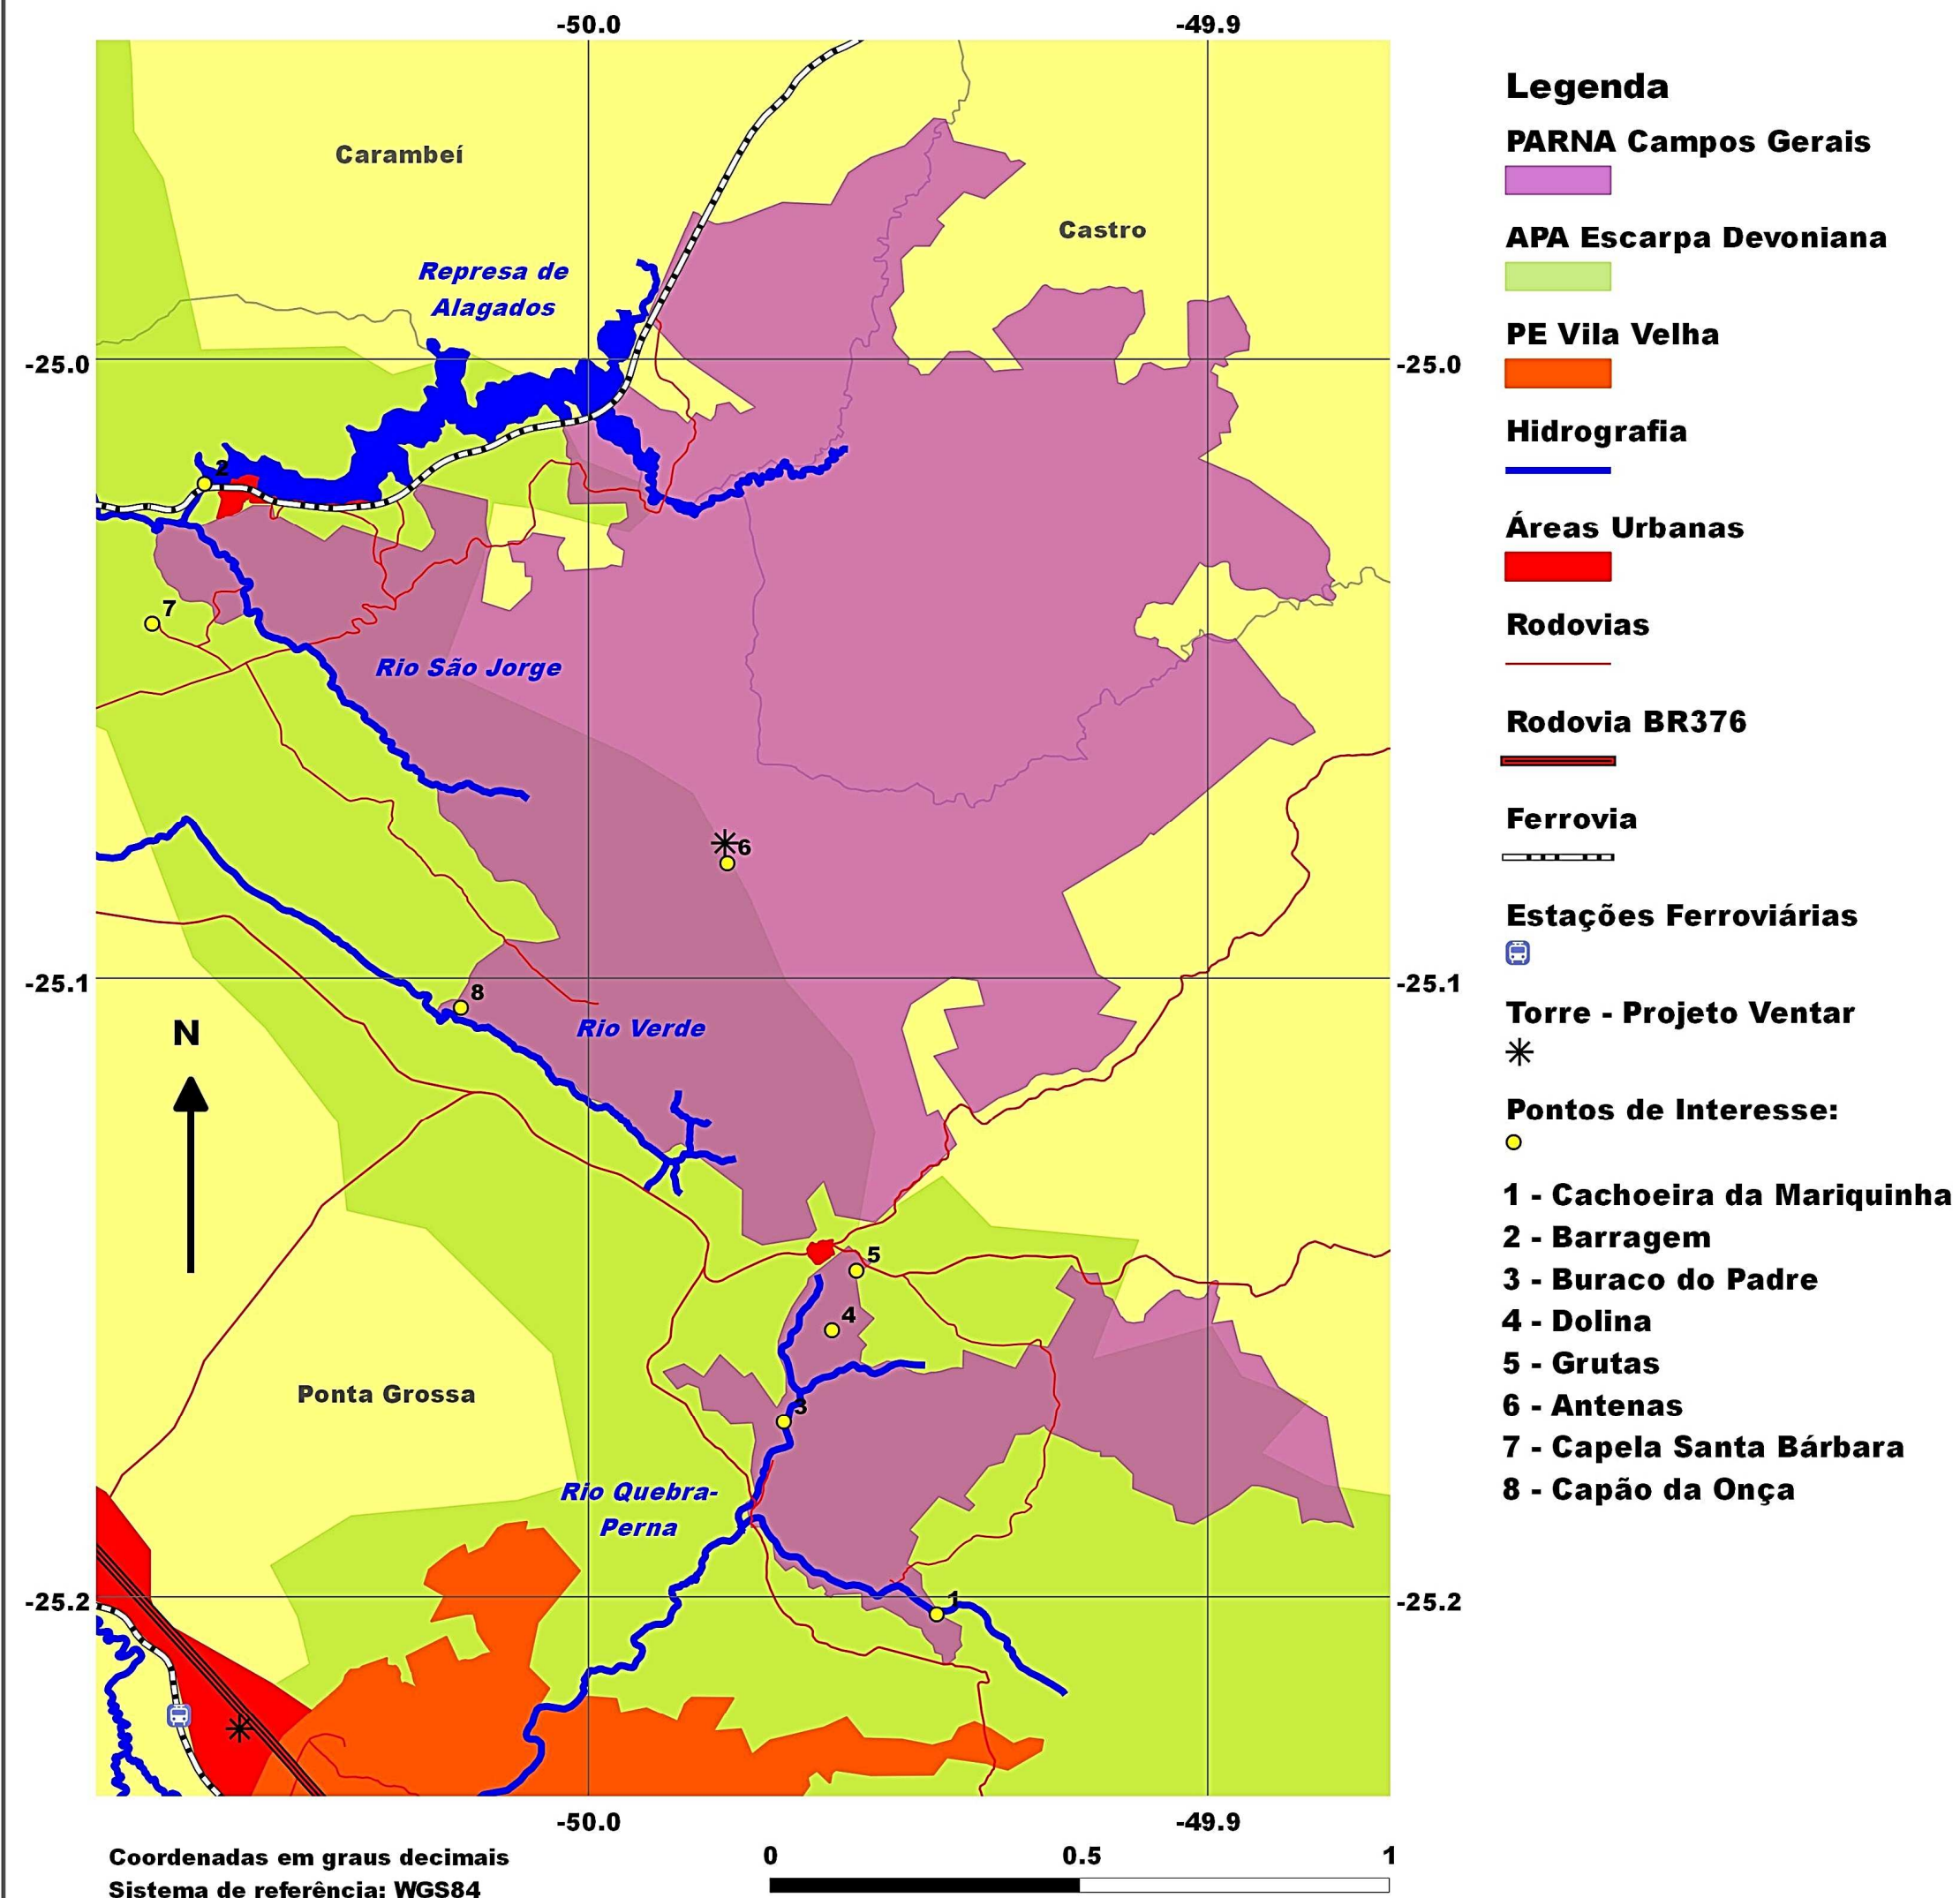 -50.0
-49.9
Carambeí
Castro
Represa de
Alagados
-25.0
-25.0
2
7
Rio São Jorge
6
-25.1
-25.1
8
N
Rio Verde
5
4
3
Ponta Grossa
Rio Quebra-
Perna
-25.2
-25.2
1
-50.0
-49.9
Coordenadas em graus decimais
Sistema de referência: WGS84
0
0.5
1
Legenda
PARNA Campos Gerais
APA Escarpa Devoniana
PE Vila Velha
Hidrografia
Áreas Urbanas
Rodovias
Rodovia BR376
Ferrovia
Estações Ferroviárias
Torre - Projeto Ventar
Pontos de Interesse:
1 - Cachoeira da Mariquinha
2 - Barragem
3 - Buraco do Padre
4 - Dolina
5 - Grutas
6 - Antenas
7 - Capela Santa Bárbara
8 - Capão da Onça